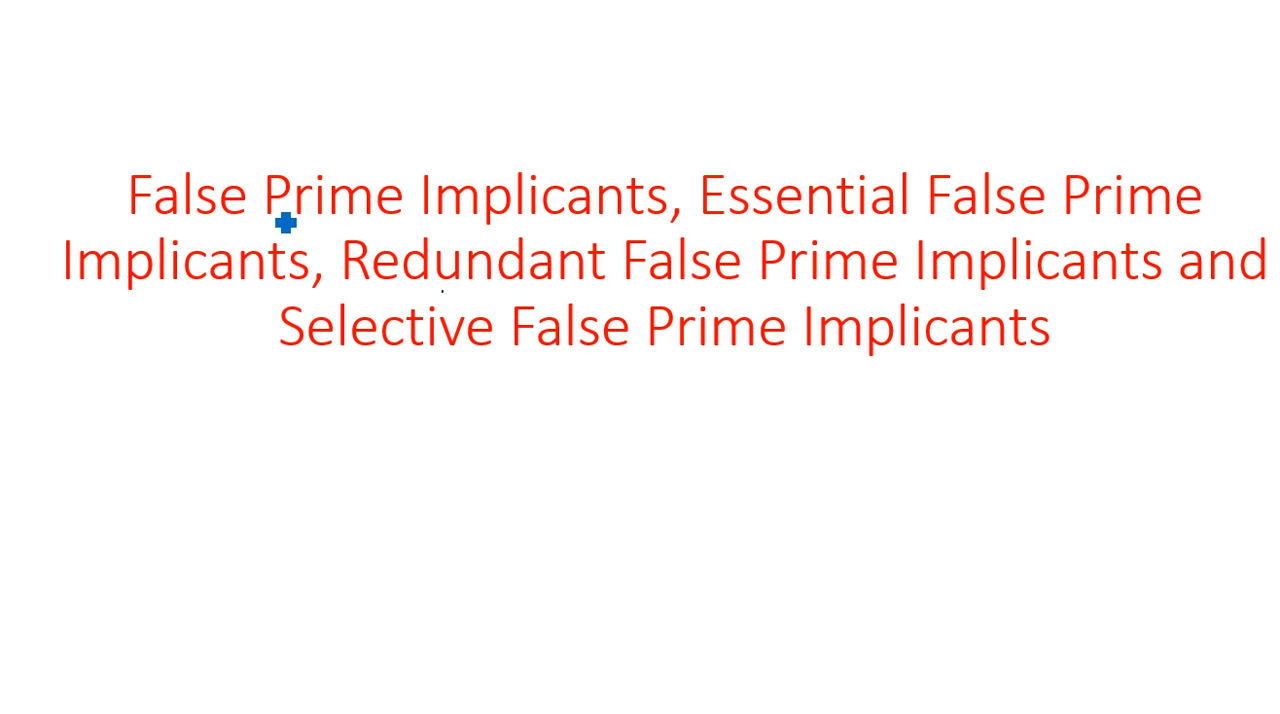 False Prime Implicants, Essential False Prime
Implicants, Redundant False Prime Implicants and
Selective False Prime Implicants